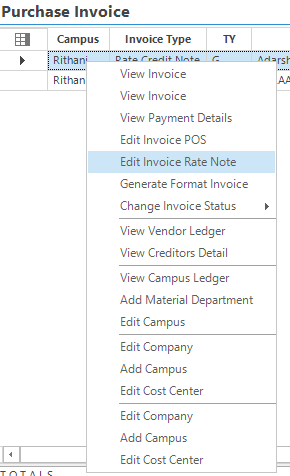 Purchase Invoice
Campus Invoice Type TY
Rithani Rate Credit Note G Adarsh
Rithan AA
View Invoice
View Invoice
View Payment Details
Edit Invoice POS
Edit Invoice Rate Note
Generate Format Invoice
Change Invoice Status
View Vendor Ledger
View Creditors Detail
View Campus Ledger
Add Material Department
Edit Campus
Edit Company
Add Campus
Edit Cost Center
Edit Company
Add Campus
Edit Cost Center
TOTALS